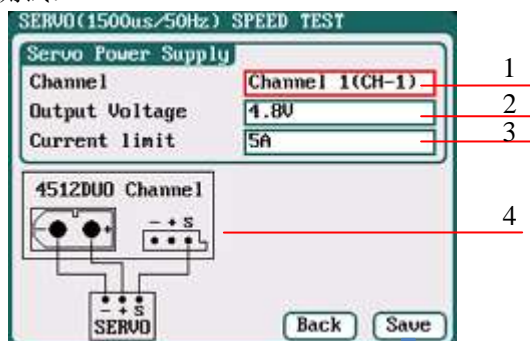 SERVO(1500us/50Hz) SPEED TEST
Servo Power Supply
Channel
Channel 1(CH-1)
1
Output Voltage
4.8V
2
Current limit
5A
3
4512DUO Channel
- + S
+
4
- + S
SERVO
Back
Save